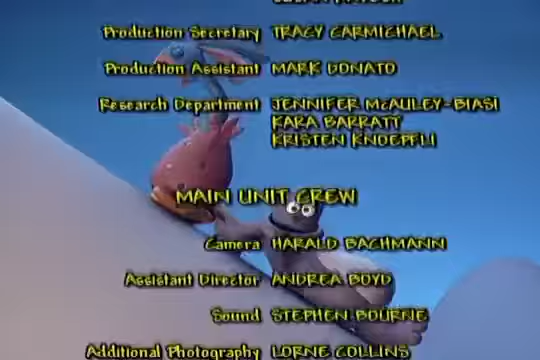 Production Secretary TRACY CARMICHAEL
Production Assistant MARK DONATO
Research Department JENNIFER McAULEY-BIASI
KARA BARRATT
KRISTEN KNOEPFLI
MAIN UNIT CREW
Camera HARALD BACHMANN
Assistant Director ANDREA BOYD
Sound STEPHEN BOURNE
Additional Photography LORNE COLLINS